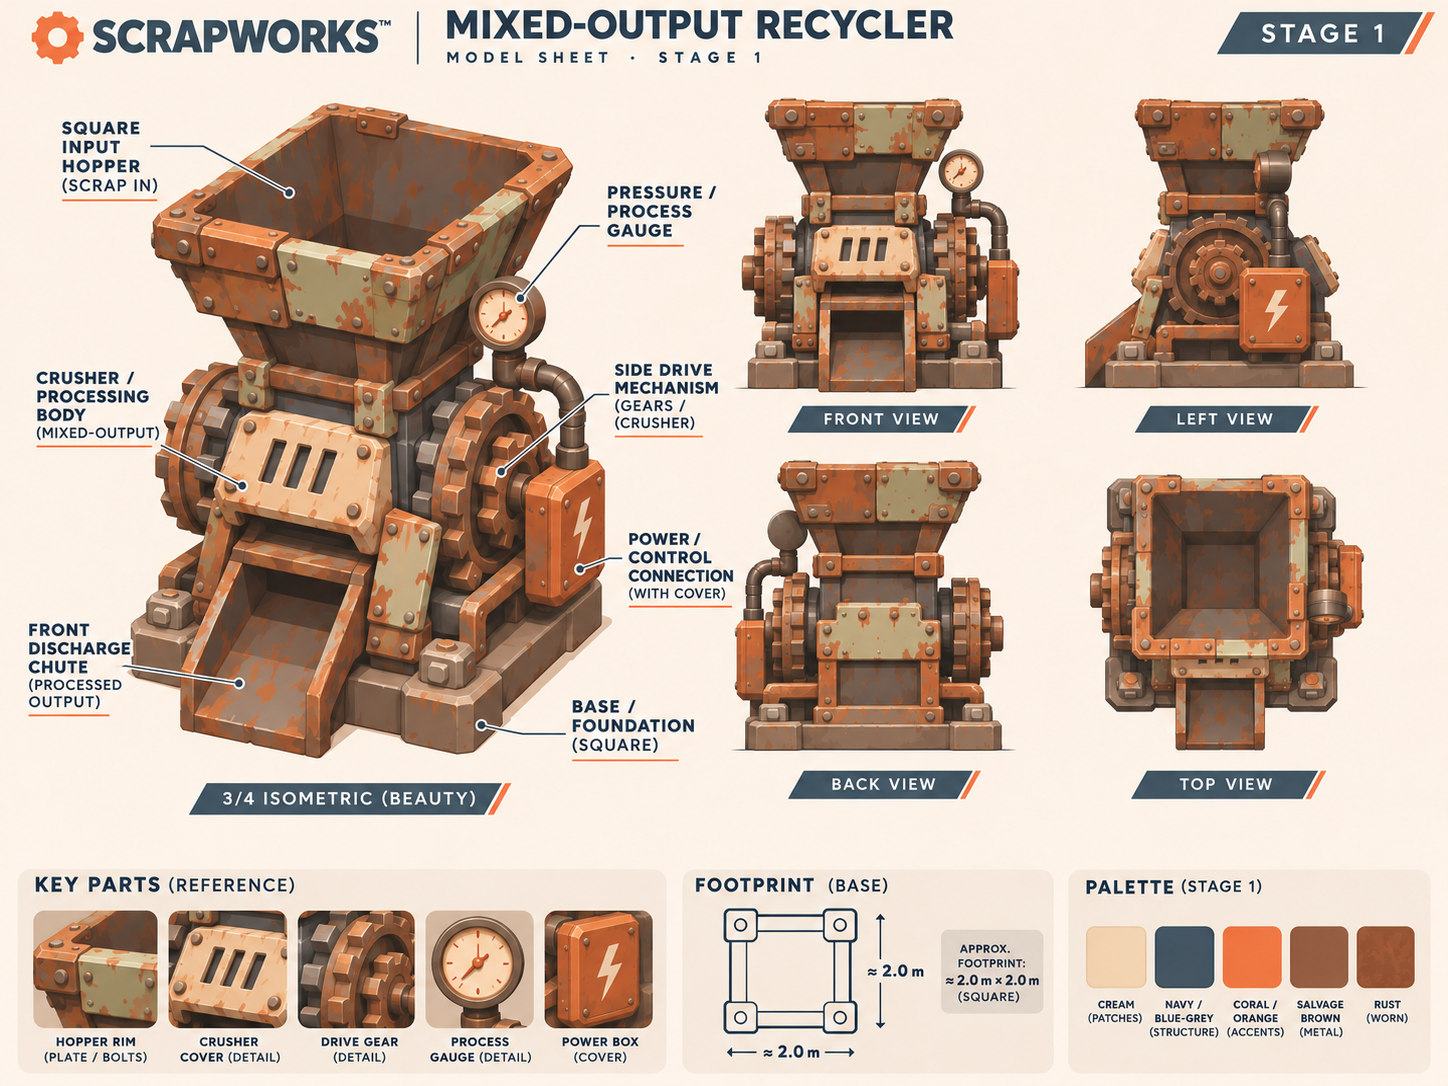 SCRAPWORKS™
MIXED-OUTPUT RECYCLER
MODEL SHEET · STAGE 1
STAGE 1
SQUARE
INPUT
HOPPER
(SCRAP IN)
PRESSURE /
PROCESS
GAUGE
CRUSHER /
PROCESSING
BODY
(MIXED-OUTPUT)
SIDE DRIVE
MECHANISM
(GEARS /
(CRUSHER)
POWER /
CONTROL
CONNECTION
(WITH COVER)
FRONT
DISCHARGE
CHUTE
(PROCESSED
OUTPUT)
BASE /
FOUNDATION
(SQUARE)
3/4 ISOMETRIC (BEAUTY)
FRONT VIEW
LEFT VIEW
BACK VIEW
TOP VIEW
KEY PARTS (REFERENCE)
HOPPER RIM
(PLATE / BOLTS)
CRUSHER
COVER (DETAIL)
DRIVE GEAR
(DETAIL)
PROCESS
GAUGE (DETAIL)
POWER BOX
(COVER)
FOOTPRINT (BASE)
≈ 2.0 m
≈ 2.0 m
APPROX.
FOOTPRINT:
≈ 2.0 m × 2.0 m
(SQUARE)
PALETTE (STAGE 1)
CREAM
(PATCHES)
NAVY /
BLUE-GREY
(STRUCTURE)
CORAL /
ORANGE
(ACCENTS)
SALVAGE
BROWN
(METAL)
RUST
(WORN)